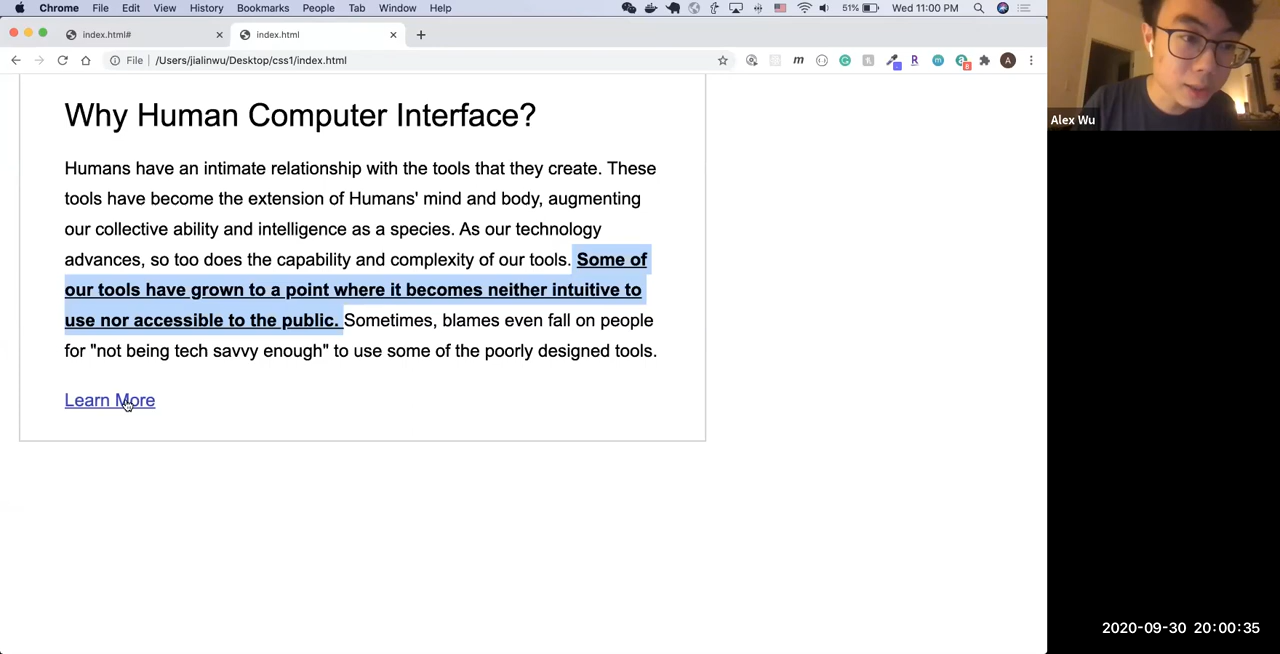 Chrome File Edit View History Bookmarks People Tab Window Help 51% Wed 11:00 PM
index.html# index.html
File /Users/jialinwu/Desktop/css1/index.html
Why Human Computer Interface?
Humans have an intimate relationship with the tools that they create. These
tools have become the extension of Humans' mind and body, augmenting
our collective ability and intelligence as a species. As our technology
advances, so too does the capability and complexity of our tools. Some of
our tools have grown to a point where it becomes neither intuitive to
use nor accessible to the public. Sometimes, blames even fall on people
for "not being tech savvy enough" to use some of the poorly designed tools.
Learn More
Alex Wu
2020-09-30 20:00:35